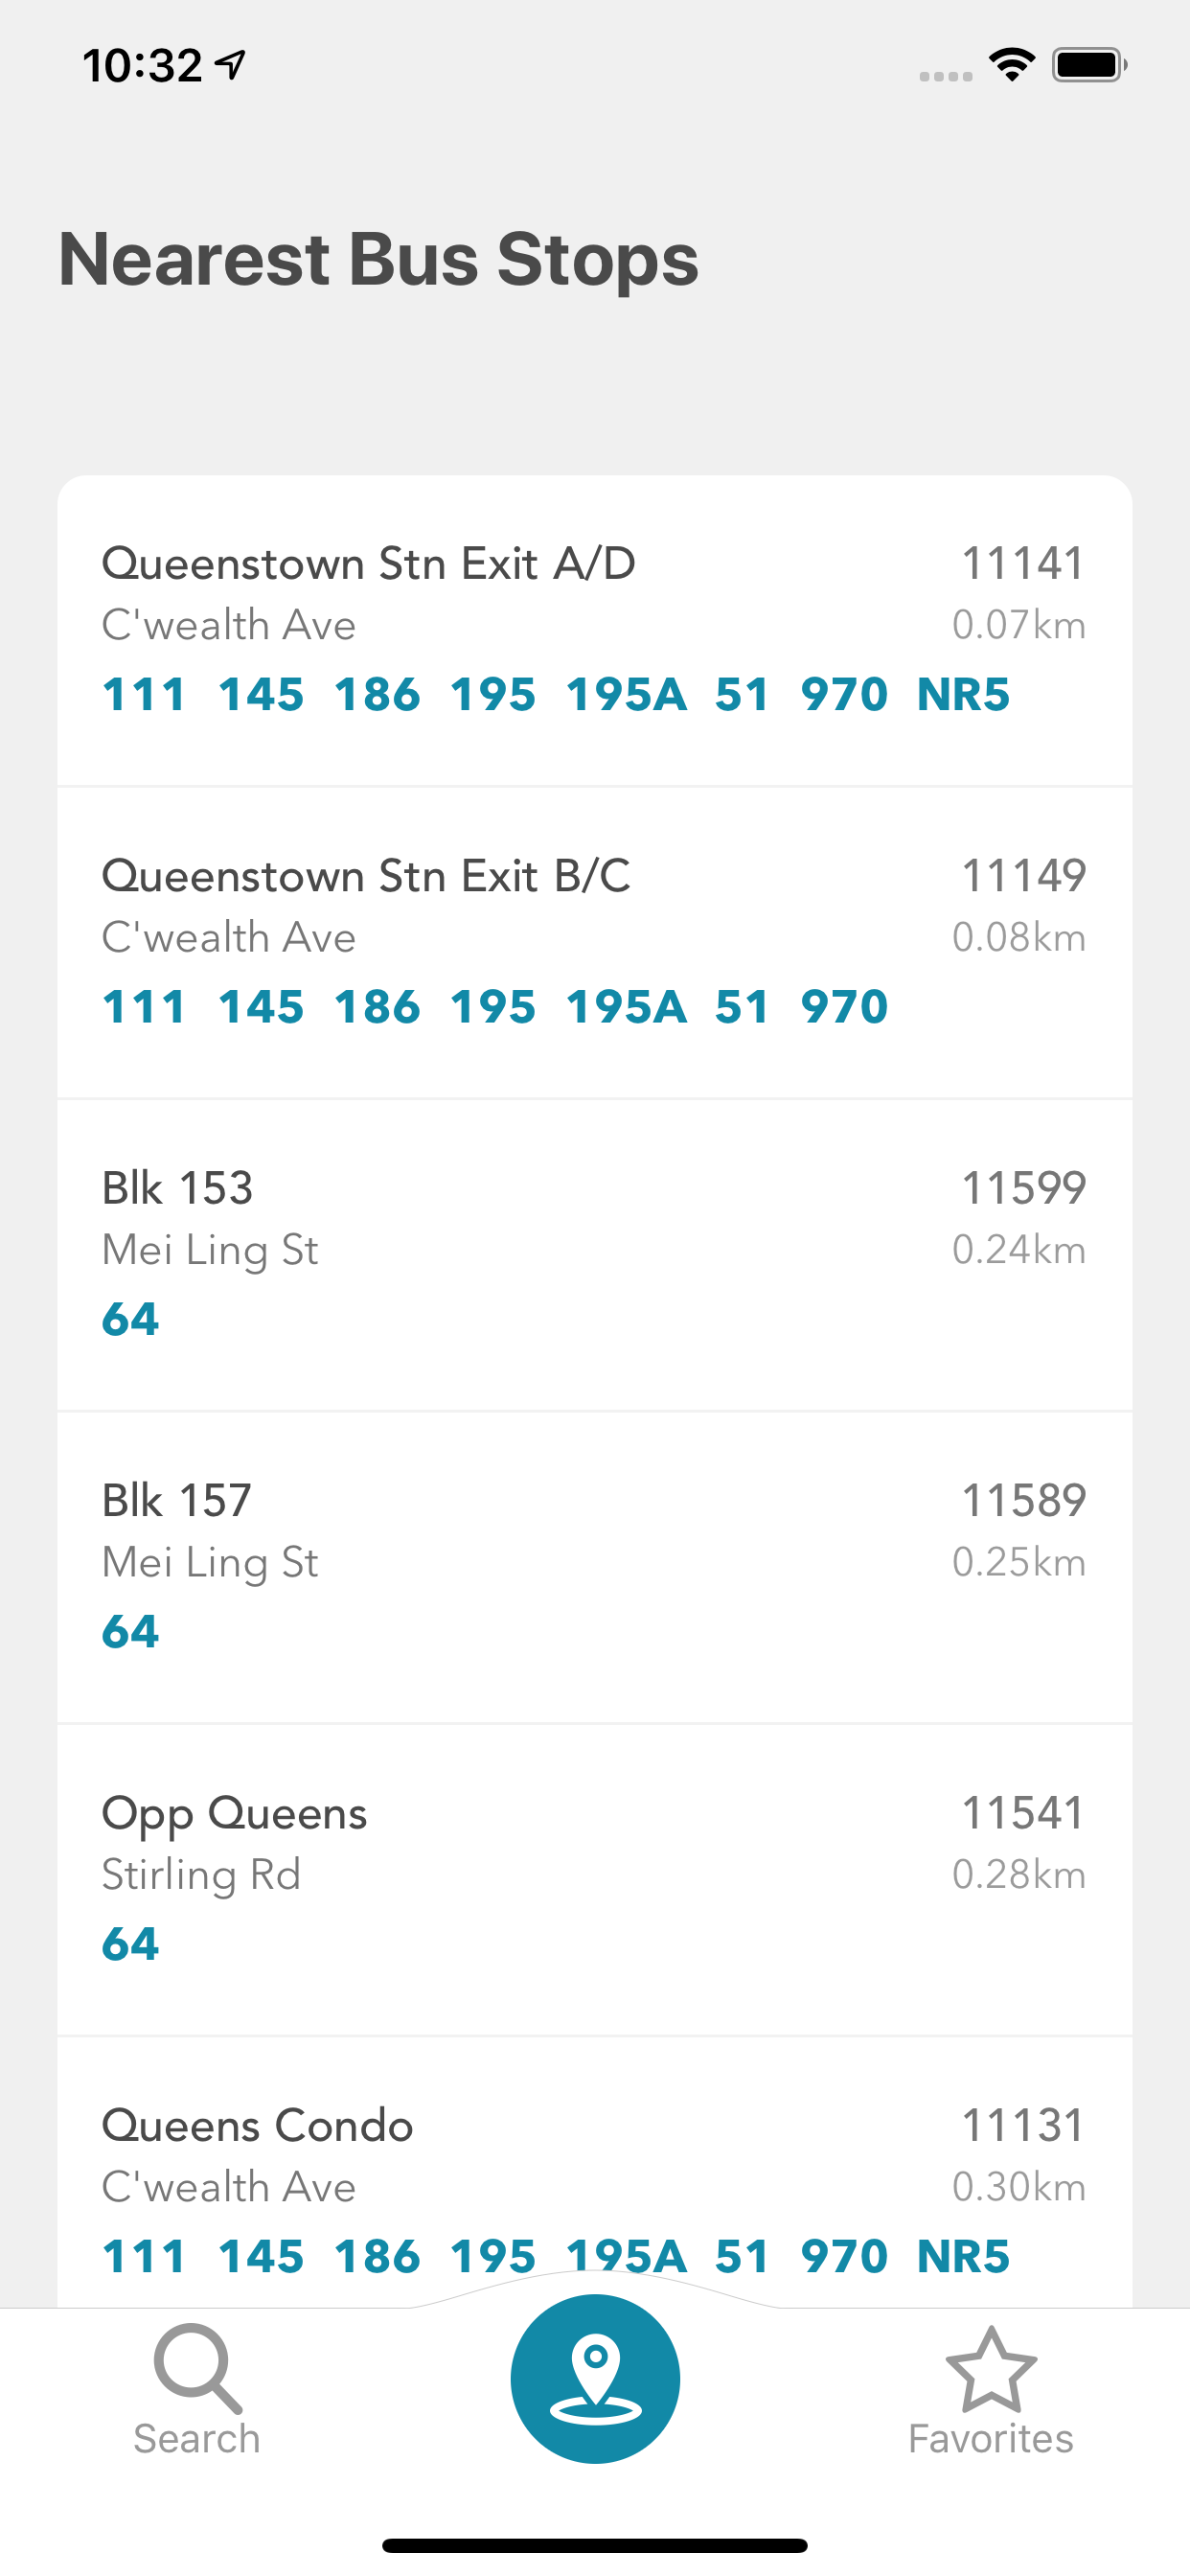 10:32
Nearest Bus Stops
Queenstown Stn Exit A/D 11141
C'wealth Ave 0.07km
111 145 186 195 195A 51 970 NR5
Queenstown Stn Exit B/C 11149
C'wealth Ave 0.08km
111 145 186 195 195A 51 970
Blk 153 11599
Mei Ling St 0.24km
64
Blk 157 11589
Mei Ling St 0.25km
64
Opp Queens 11541
Stirling Rd 0.28km
64
Queens Condo 11131
C'wealth Ave 0.30km
111 145 186 195 195A 51 970 NR5
Search Favorites